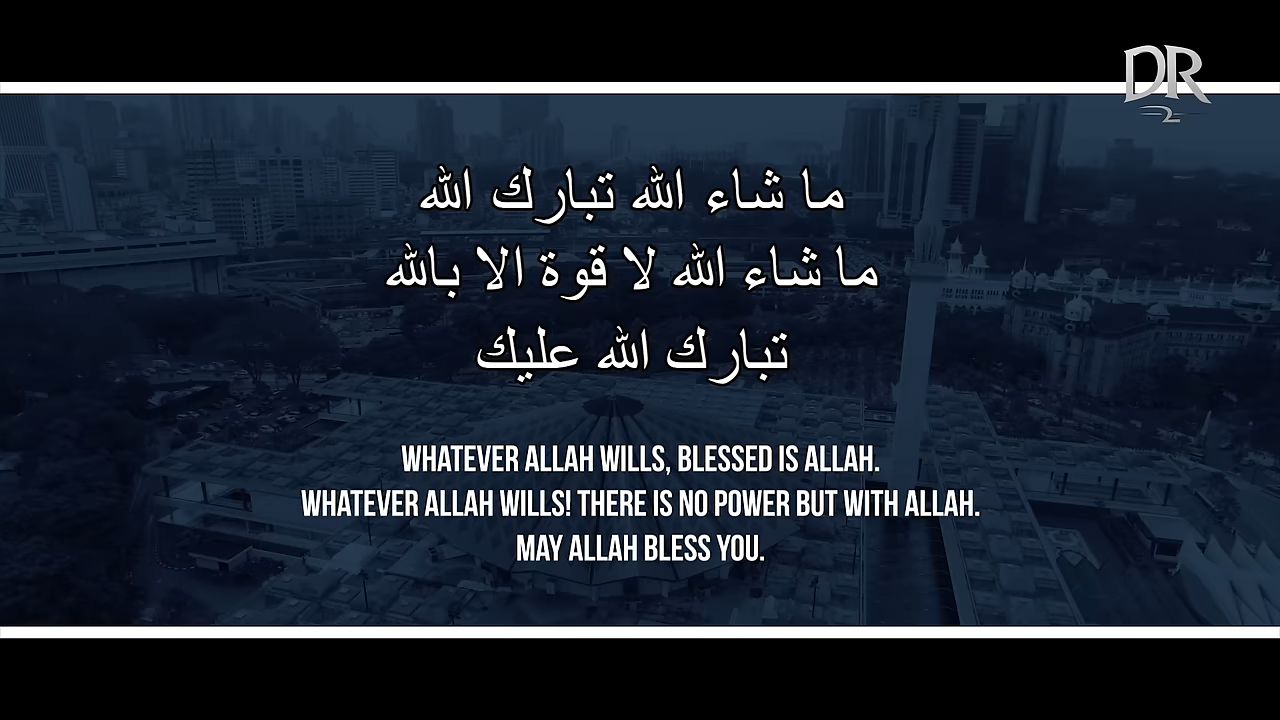 DR
2
ما شاء الله تبارك الله
ما شاء الله لا قوة الا بالله
تبارك الله عليك
WHATEVER ALLAH WILLS, BLESSED IS ALLAH.
WHATEVER ALLAH WILLS! THERE IS NO POWER BUT WITH ALLAH.
MAY ALLAH BLESS YOU.